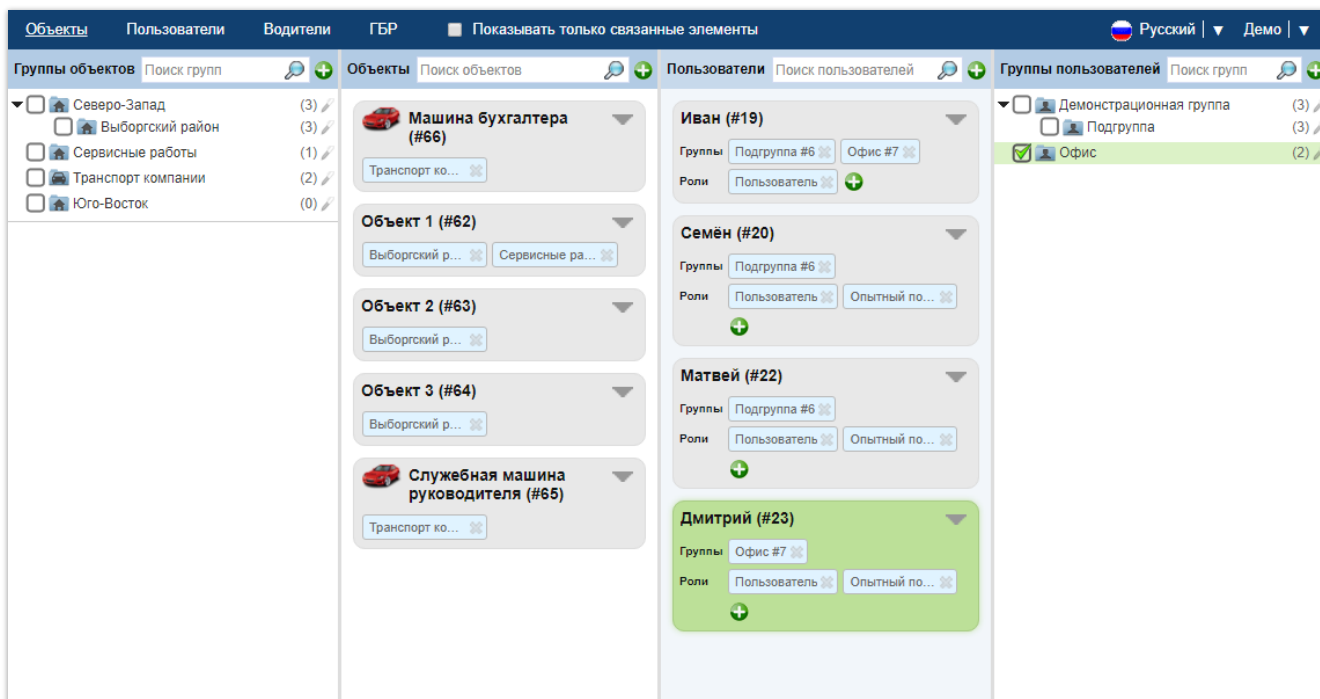 Объекты Пользователи Водители ГБР Показывать только связанные элементы Русский ▼ Демо ▼
Группы объектов Поиск групп
Северо-Запад (3)
Выборгский район (3)
Сервисные работы (1)
Транспорт компании (2)
Юго-Восток (0)
Объекты Поиск объектов
Машина бухгалтера
(#66)
Транспорт ко...
Объект 1 (#62)
Выборгский р... Сервисные ра...
Объект 2 (#63)
Выборгский р...
Объект 3 (#64)
Выборгский р...
Служебная машина
руководителя (#65)
Транспорт ко...
Пользователи Поиск пользователей
Иван (#19)
Группы Подгруппа #6 Офис #7
Роли Пользователь
Семён (#20)
Группы Подгруппа #6
Роли Пользователь Опытный по...
Матвей (#22)
Группы Подгруппа #6
Роли Пользователь Опытный по...
Дмитрий (#23)
Группы Офис #7
Роли Пользователь Опытный по...
Группы пользователей Поиск групп
Демонстрационная группа (3)
Подгруппа (3)
Офис (2)